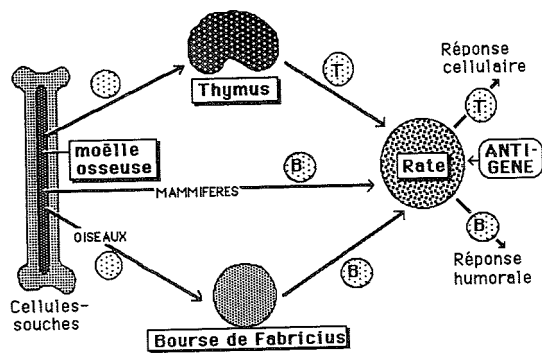 Thymus
T
Réponse
cellulaire
T
moëlle
osseuse
B
MAMMIFERES
Rate
ANTI-
GENE
OISEAUX
B
B
Réponse
humorale
Cellules-
souches
Bourse de Fabricius